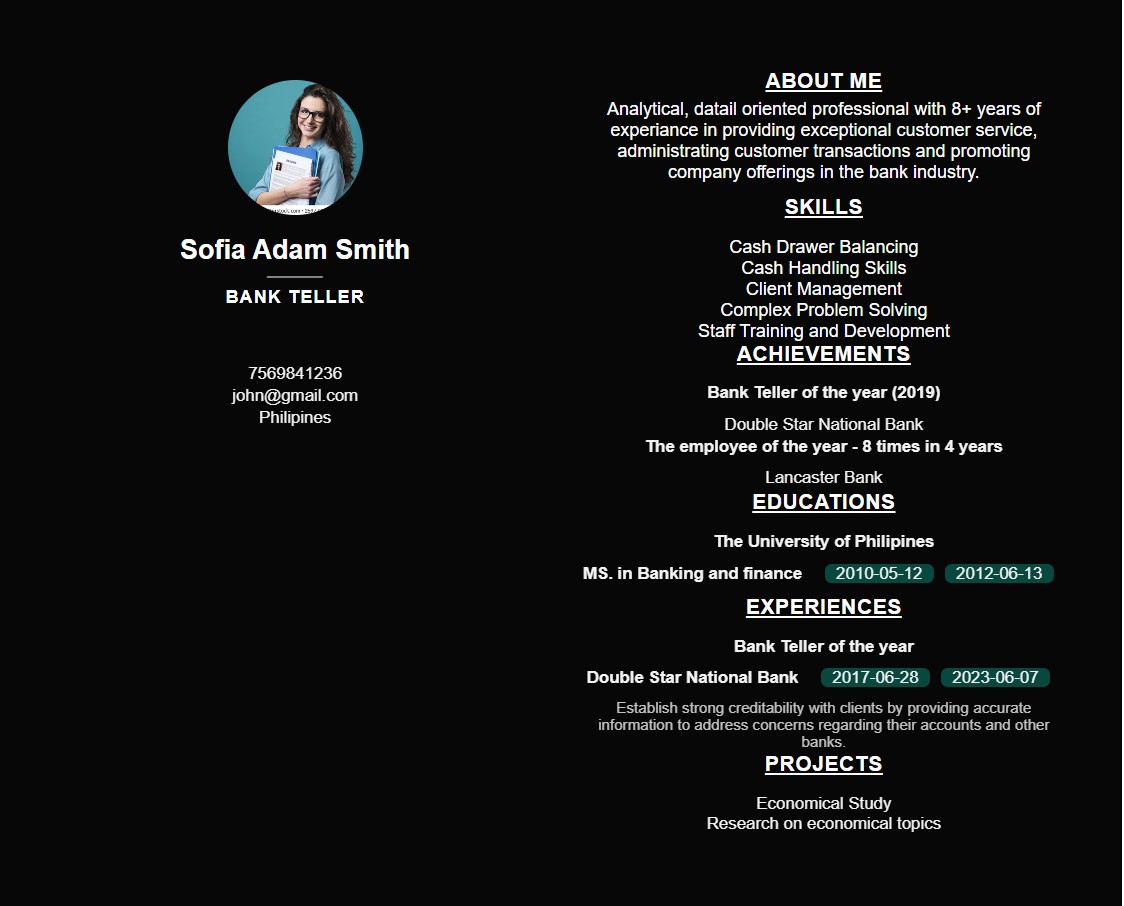 Sofia Adam Smith
BANK TELLER
7569841236
john@gmail.com
Philipines
ABOUT ME
Analytical, datail oriented professional with 8+ years of
experiance in providing exceptional customer service,
administrating customer transactions and promoting
company offerings in the bank industry.
SKILLS
Cash Drawer Balancing
Cash Handling Skills
Client Management
Complex Problem Solving
Staff Training and Development
ACHIEVEMENTS
Bank Teller of the year (2019)
Double Star National Bank
The employee of the year - 8 times in 4 years
Lancaster Bank
EDUCATIONS
The University of Philipines
MS. in Banking and finance 2010-05-12 2012-06-13
EXPERIENCES
Bank Teller of the year
Double Star National Bank 2017-06-28 2023-06-07
Establish strong creditability with clients by providing accurate
information to address concerns regarding their accounts and other
banks.
PROJECTS
Economical Study
Research on economical topics